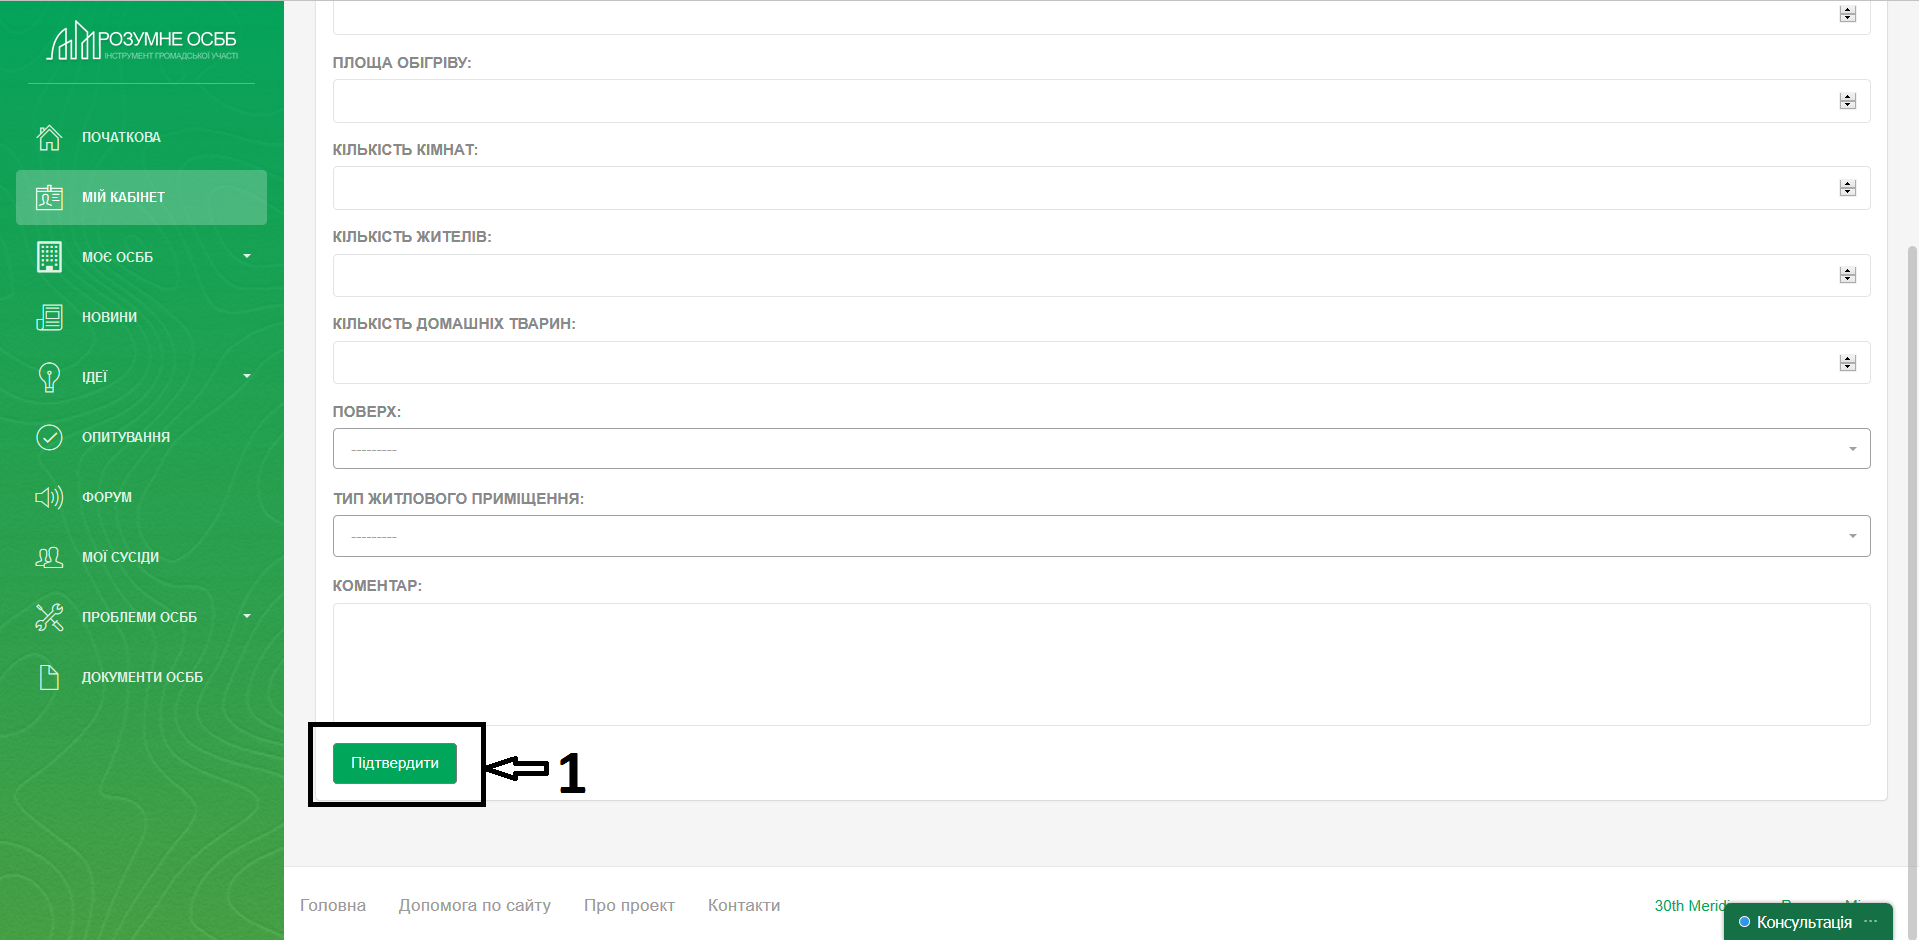 РОЗУМНЕ ОСББ
ІНСТРУМЕНТ ГРОМАДСЬКОЇ УЧАСТІ
ПОЧАТКОВА
МІЙ КАБІНЕТ
МОЄ ОСББ
НОВИНИ
ІДЕЇ
ОПИТУВАННЯ
ФОРУМ
МОЇ СУСІДИ
ПРОБЛЕМИ ОСББ
ДОКУМЕНТИ ОСББ
ПЛОЩА ОБІГРІВУ:
КІЛЬКІСТЬ КІМНАТ:
КІЛЬКІСТЬ ЖИТЕЛІВ:
КІЛЬКІСТЬ ДОМАШНІХ ТВАРИН:
ПОВЕРХ:
---------
ТИП ЖИТЛОВОГО ПРИМІЩЕННЯ:
---------
КОМЕНТАР:
Підтвердити
1
Головна Допомога по сайту Про проект Контакти
30th
Консультація